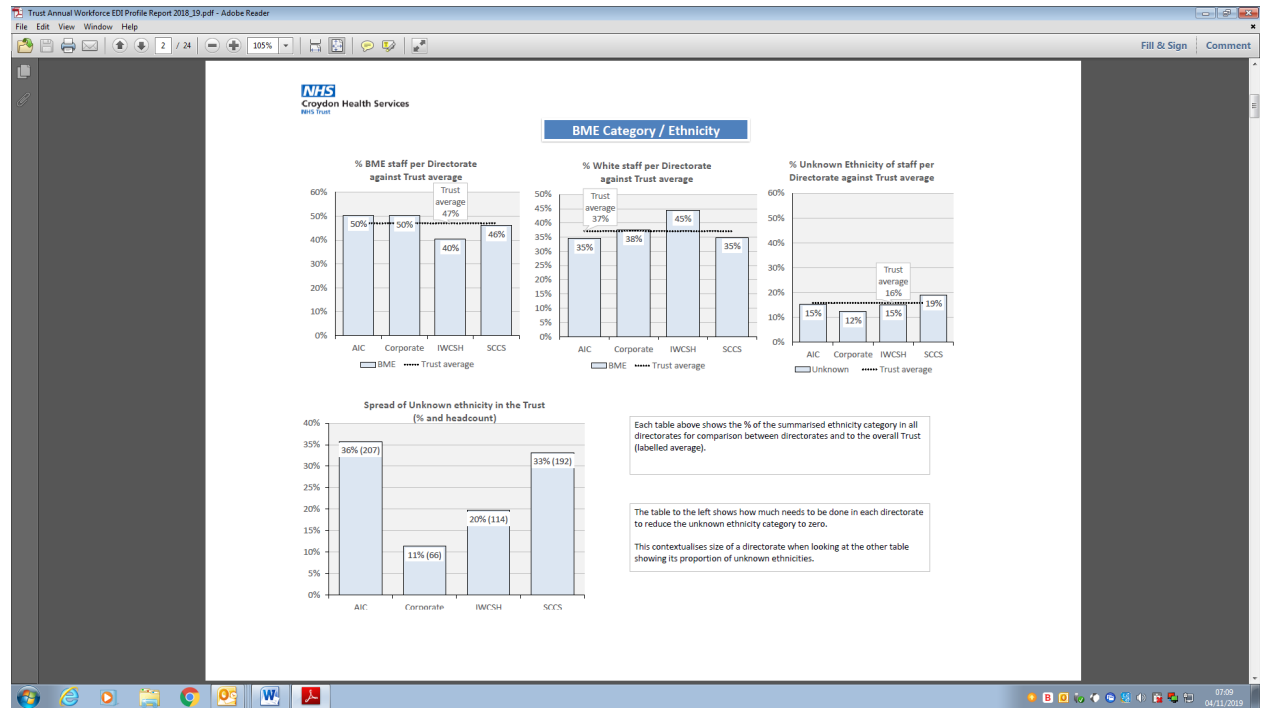 Trust Annual Workforce EDI Profile Report 2018_19.pdf - Adobe Reader
File Edit View Window Help
2 / 24 105% Fill & Sign Comment
NHS
Croydon Health Services
NHS Trust
BME Category / Ethnicity
% BME staff per Directorate
against Trust average
60%
50%
40%
30%
20%
10%
0%
Trust
average
47%
50% 50% 40% 46%
AIC Corporate IWCSH SCCS
BME Trust average
% White staff per Directorate
against Trust average
50%
45%
40%
35%
30%
25%
20%
15%
10%
5%
0%
Trust
average
37%
35% 38% 45% 35%
AIC Corporate IWCSH SCCS
BME Trust average
% Unknown Ethnicity of staff per
Directorate against Trust average
60%
50%
40%
30%
20%
10%
0%
Trust
average
16%
15% 12% 15% 19%
AIC Corporate IWCSH SCCS
Unknown Trust average
Spread of Unknown ethnicity in the Trust
(% and headcount)
40%
35%
30%
25%
20%
15%
10%
5%
0%
36% (207) 11% (66) 20% (114) 33% (192)
AIC Corporate IWCSH SCCS
Each table above shows the % of the summarised ethnicity category in all
directorates for comparison between directorates and to the overall Trust
(labelled average).
The table to the left shows how much needs to be done in each directorate
to reduce the unknown ethnicity category to zero.
This contextualises size of a directorate when looking at the other table
showing its proportion of unknown ethnicities.
07:09
04/11/2019